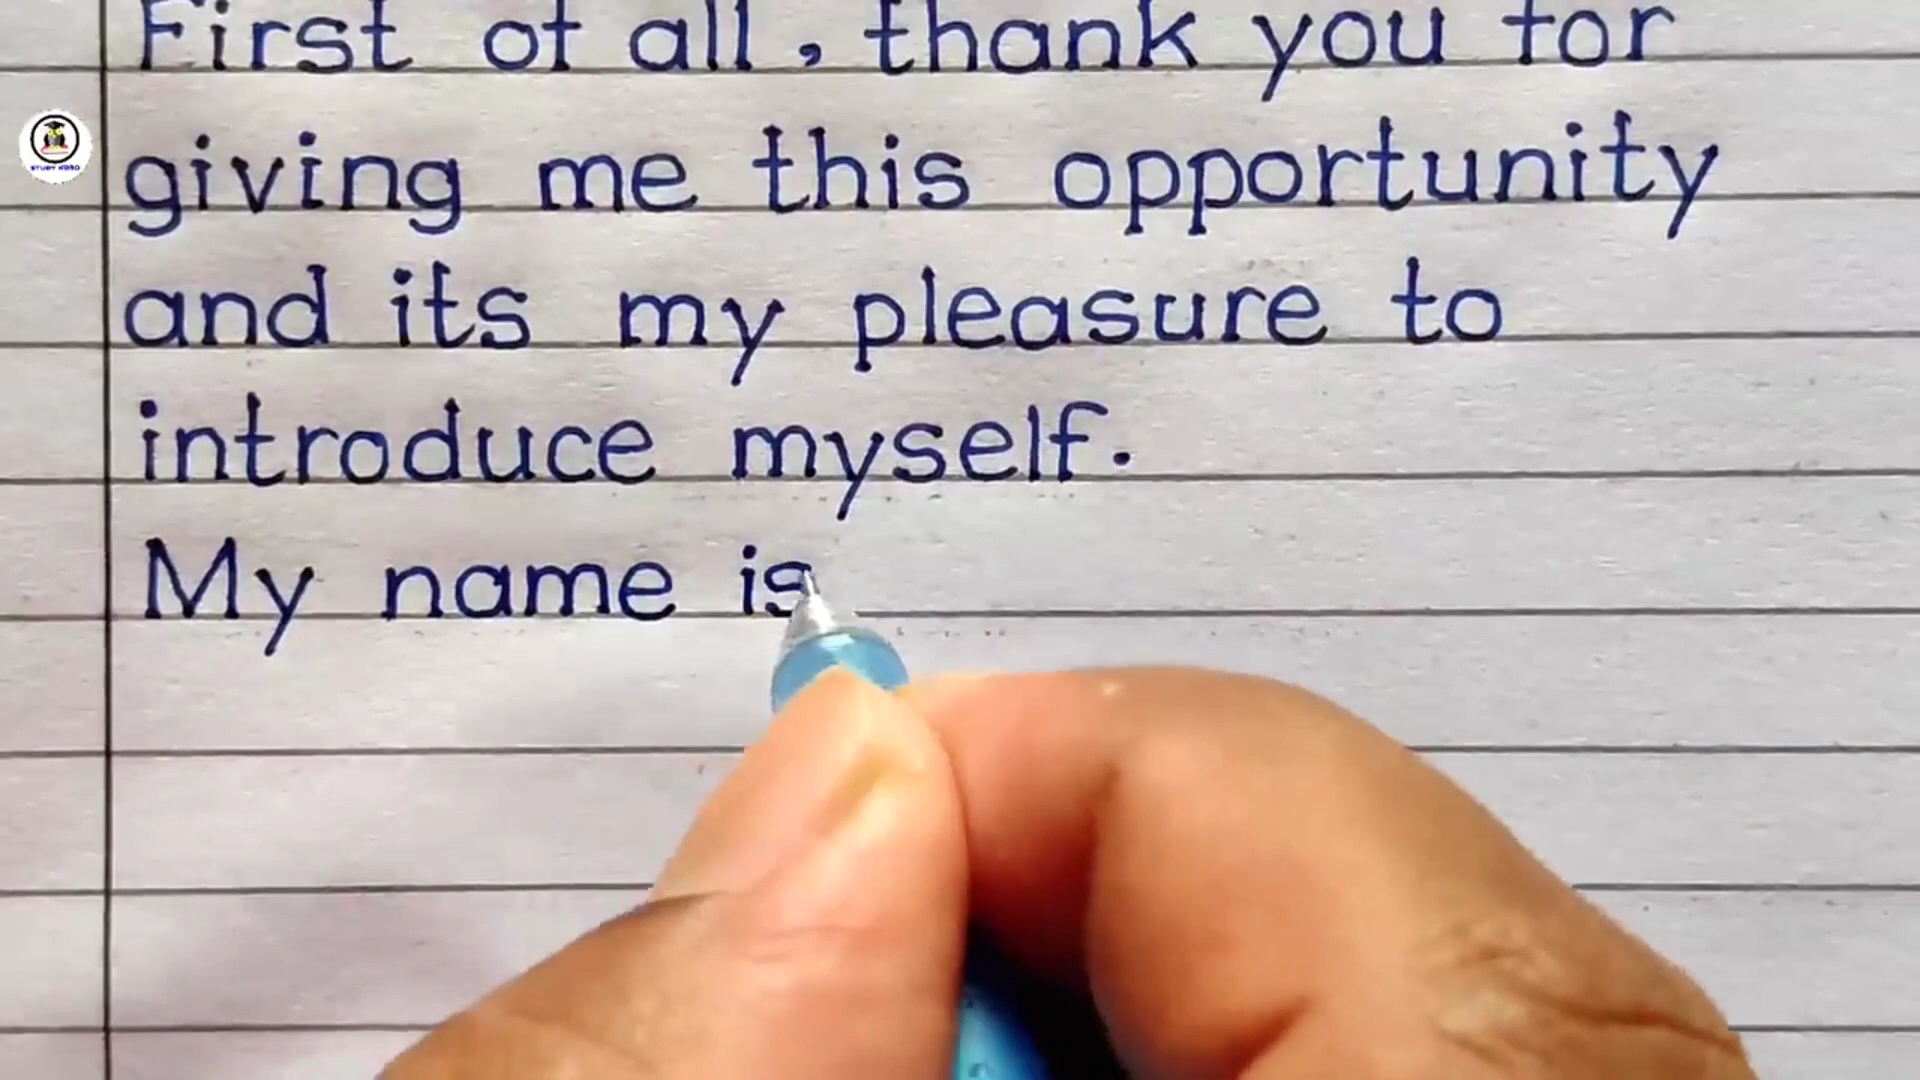 First of all, thank you for
giving me this opportunity
and its my pleasure to
introduce myself.
My name is